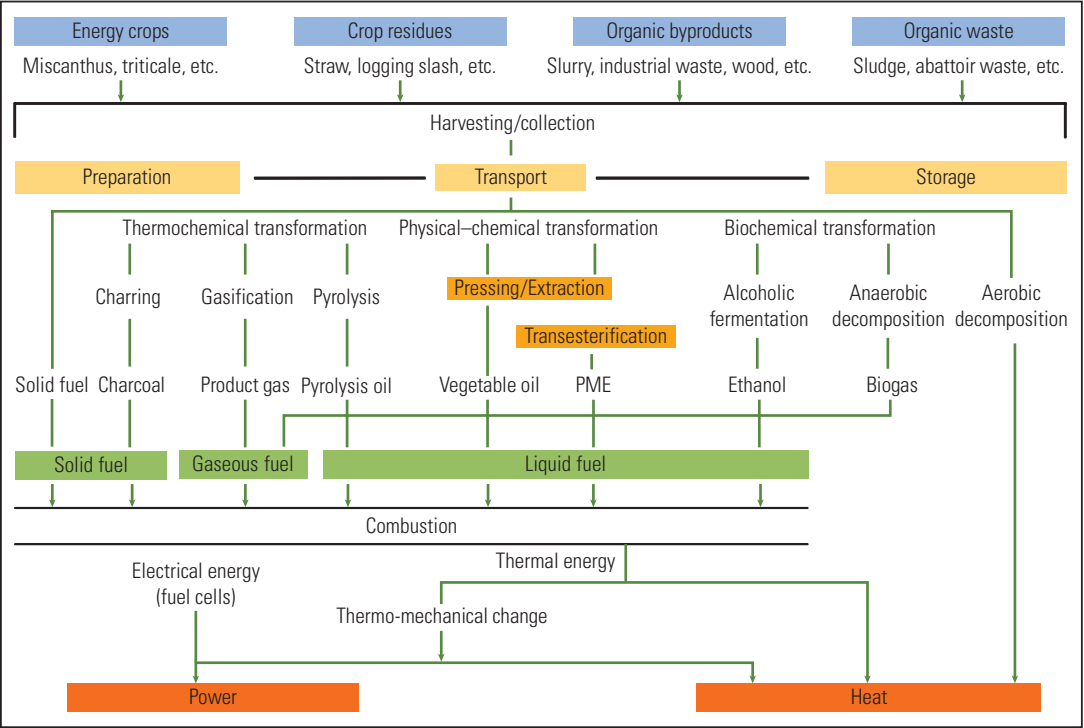 Energy crops
Crop residues
Organic byproducts
Organic waste
Miscanthus, triticale, etc.
Straw, logging slash, etc.
Slurry, industrial waste, wood, etc.
Sludge, abattoir waste, etc.
Harvesting/collection
Preparation
Transport
Storage
Thermochemical transformation
Physical–chemical transformation
Biochemical transformation
Charring
Gasification
Pyrolysis
Pressing/Extraction
Transesterification
Alcoholic
fermentation
Anaerobic
decomposition
Aerobic
decomposition
Solid fuel
Charcoal
Product gas
Pyrolysis oil
Vegetable oil
PME
Ethanol
Biogas
Solid fuel
Gaseous fuel
Liquid fuel
Combustion
Thermal energy
Electrical energy
(fuel cells)
Thermo-mechanical change
Power
Heat